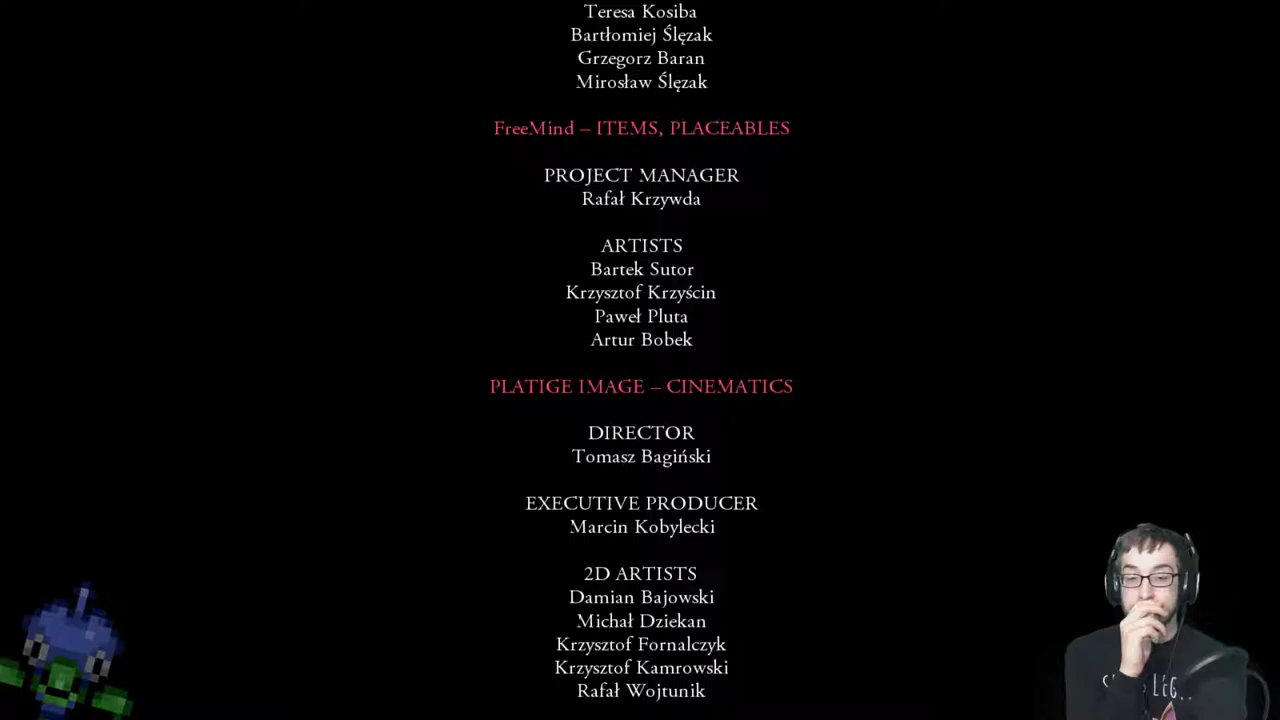 Teresa Kosiba
Bartłomiej Ślęzak
Grzegorz Baran
Mirosław Ślęzak
FreeMind – ITEMS, PLACEABLES
PROJECT MANAGER
Rafał Krzywda
ARTISTS
Bartek Sutor
Krzysztof Krzyścin
Paweł Pluta
Artur Bobek
PLATIGE IMAGE – CINEMATICS
DIRECTOR
Tomasz Bagiński
EXECUTIVE PRODUCER
Marcin Kobylecki
2D ARTISTS
Damian Bajowski
Michał Dziekan
Krzysztof Fornalczyk
Krzysztof Kamrowski
Rafał Wojtunik